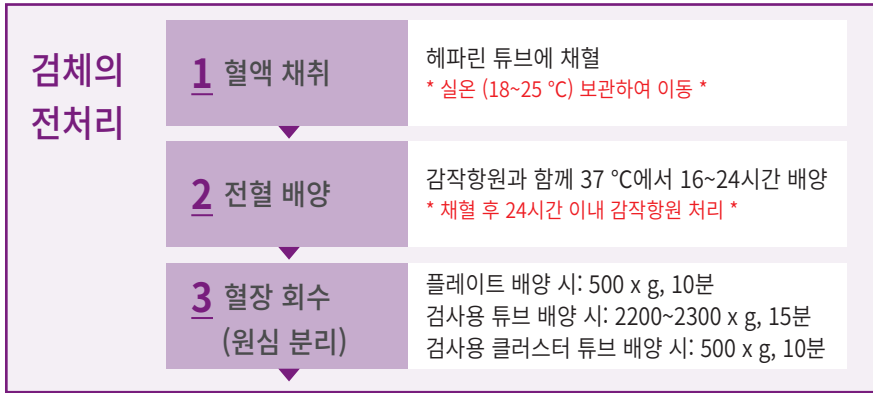 검체의
전처리
1 혈액 채취
헤파린 튜브에 채혈
* 실온 (18~25 ℃) 보관하여 이동 *
2 전혈 배양
감작항원과 함께 37 ℃에서 16~24시간 배양
* 채혈 후 24시간 이내 감작항원 처리 *
3 혈장 회수
(원심 분리)
플레이트 배양 시: 500 x g, 10분
검사용 튜브 배양 시: 2200~2300 x g, 15분
검사용 클러스터 튜브 배양 시: 500 x g, 10분